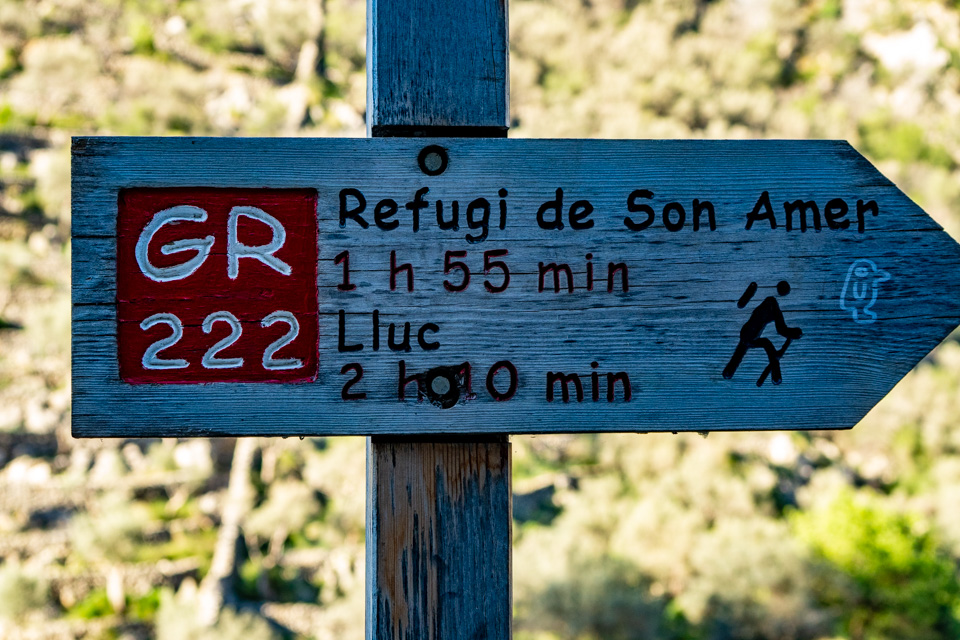 GR
222
Refugi de Son Amer
1 h 55 min
Lluc
2 h 10 min